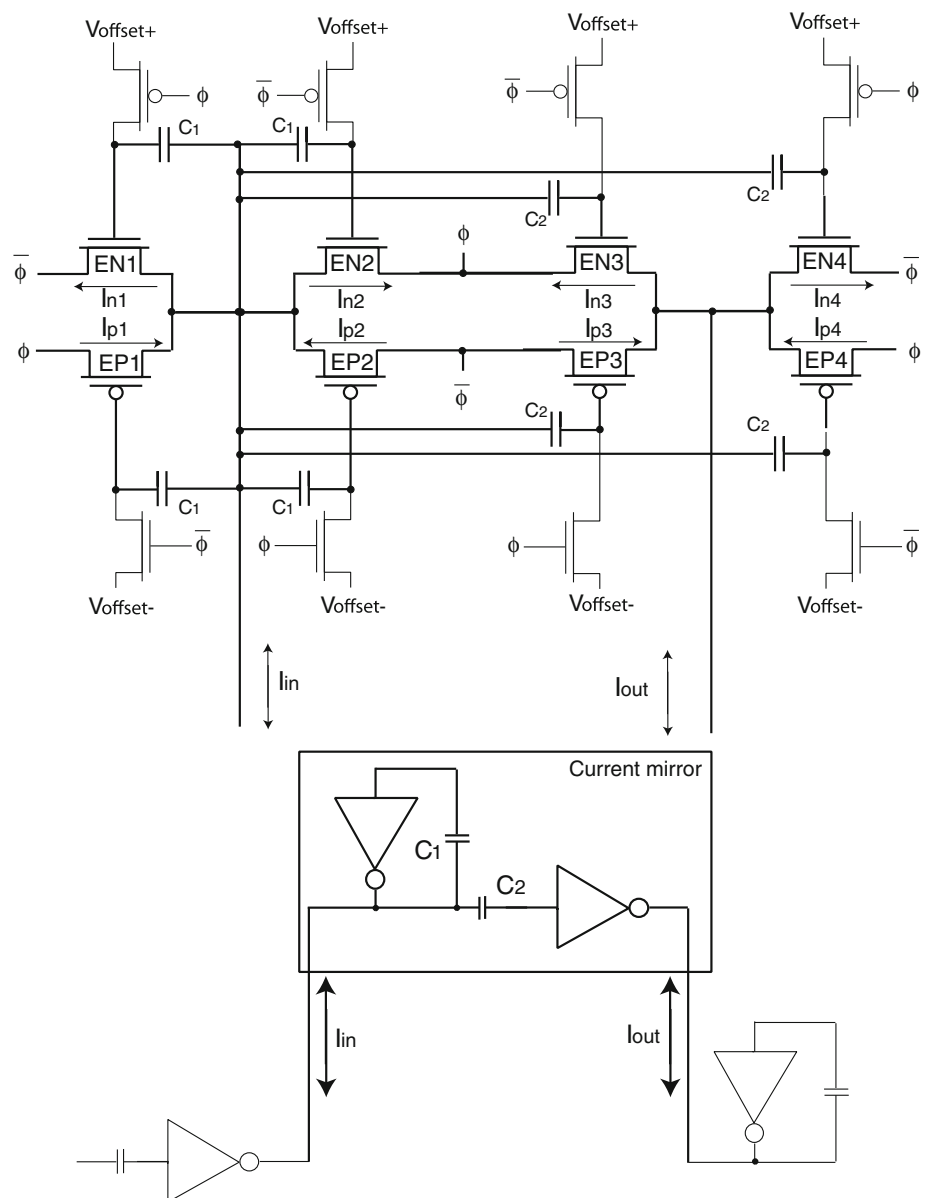 Voffset+ Voffset+ Voffset+ Voffset+
ϕ ϕ̅ ϕ̅ ϕ
C1 C1
C2 C2
EN1 EN2 ϕ EN3 EN4
ϕ̅ ϕ̅
In1 In2 In3 In4
Ip1 Ip2 Ip3 Ip4
ϕ ϕ
EP1 EP2 EP3 EP4
ϕ̅
C2 C2
C1 C1
ϕ̅ ϕ ϕ ϕ̅
Voffset- Voffset- Voffset- Voffset-
Iin Iout
Current mirror
C1
C2
Iin Iout